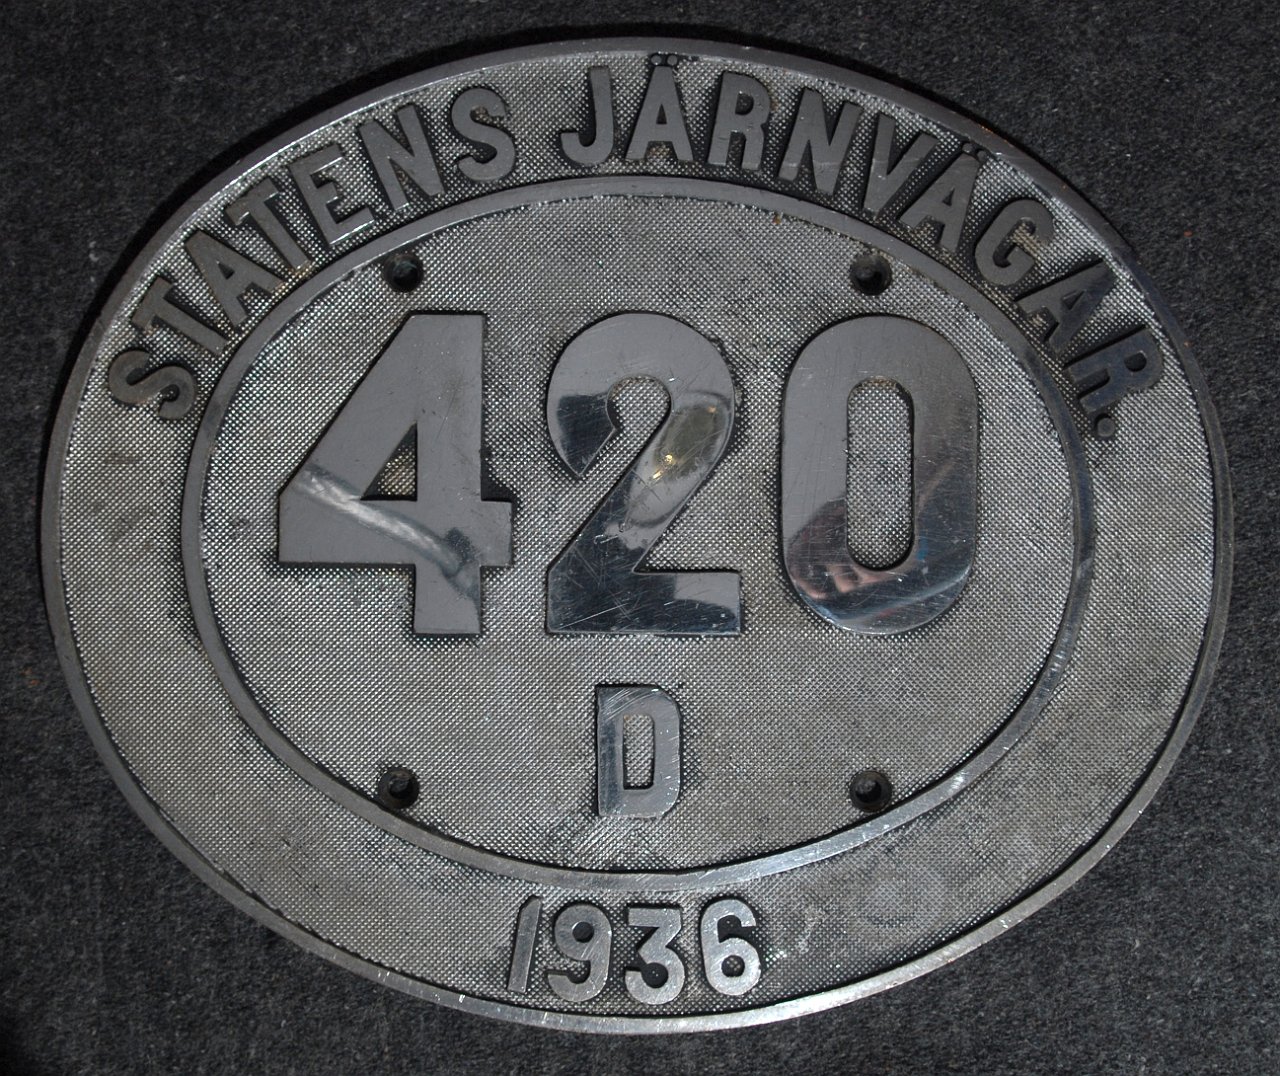 STATENS JÄRNVÄGAR.
420
D
1936